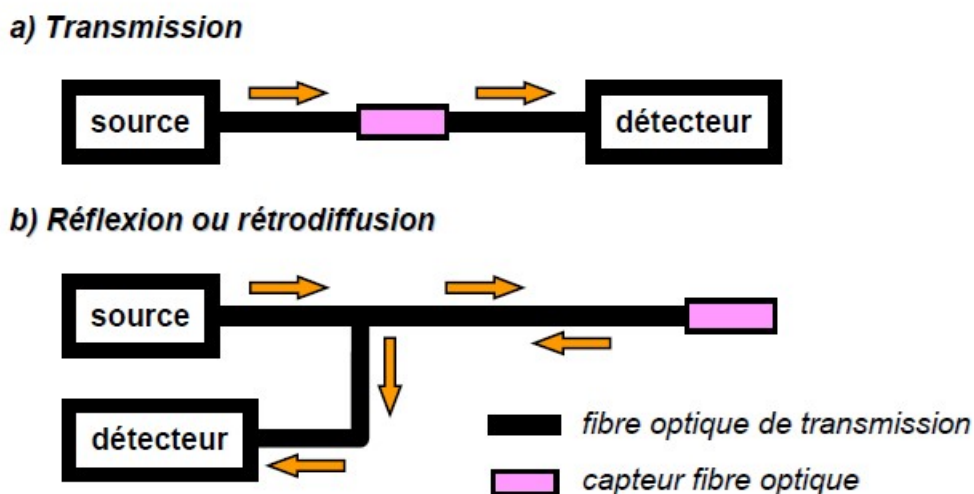 a) Transmission
source
détecteur
b) Réflexion ou rétrodiffusion
source
détecteur
fibre optique de transmission
capteur fibre optique